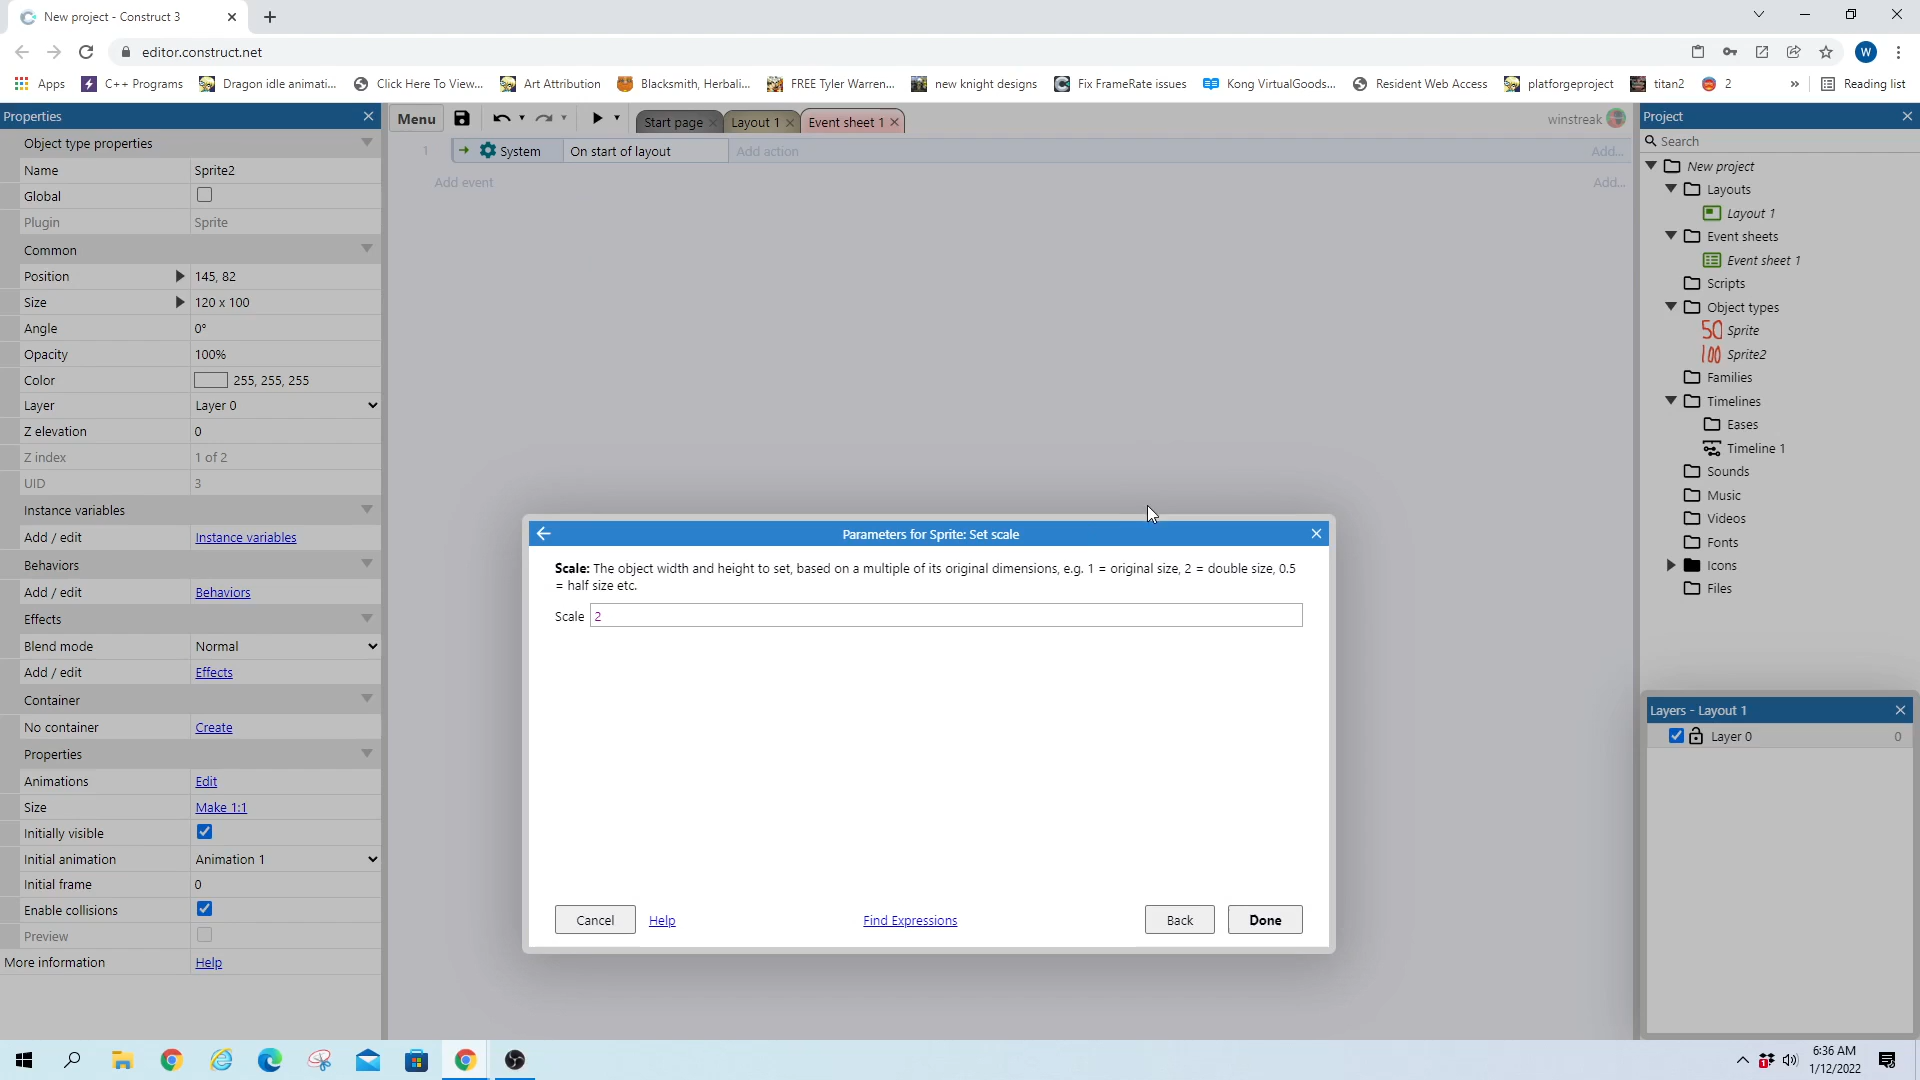 New project - Construct 3
editor.construct.net
W
Apps
C++ Programs
Dragon idle animati...
Click Here To View...
Art Attribution
Blacksmith, Herbali...
FREE Tyler Warren...
new knight designs
Fix FrameRate issues
Kong VirtualGoods...
Resident Web Access
platforgeproject
titan2
2
Reading list
Properties
Menu
Start page
Layout 1
Event sheet 1
winstreak
Project
Object type properties
Name
Sprite2
Global
Plugin
Sprite
Common
Position
145, 82
Size
120 x 100
Angle
0°
Opacity
100%
Color
255, 255, 255
Layer
Layer 0
Z elevation
0
Z index
1 of 2
UID
3
Instance variables
Add / edit
Instance variables
Behaviors
Add / edit
Behaviors
Effects
Blend mode
Normal
Add / edit
Effects
Container
No container
Create
Properties
Animations
Edit
Size
Make 1:1
Initially visible
Initial animation
Animation 1
Initial frame
0
Enable collisions
Preview
More information
Help
1
System
On start of layout
Add action
Add...
Add event
Add...
Parameters for Sprite: Set scale
Scale: The object width and height to set, based on a multiple of its original dimensions, e.g. 1 = original size, 2 = double size, 0.5
= half size etc.
Scale
2
Cancel
Help
Find Expressions
Back
Done
Search
New project
Layouts
Layout 1
Event sheets
Event sheet 1
Scripts
Object types
50 Sprite
100 Sprite2
Families
Timelines
Eases
Timeline 1
Sounds
Music
Videos
Fonts
Icons
Files
Layers - Layout 1
Layer 0
0
6:36 AM
1/12/2022